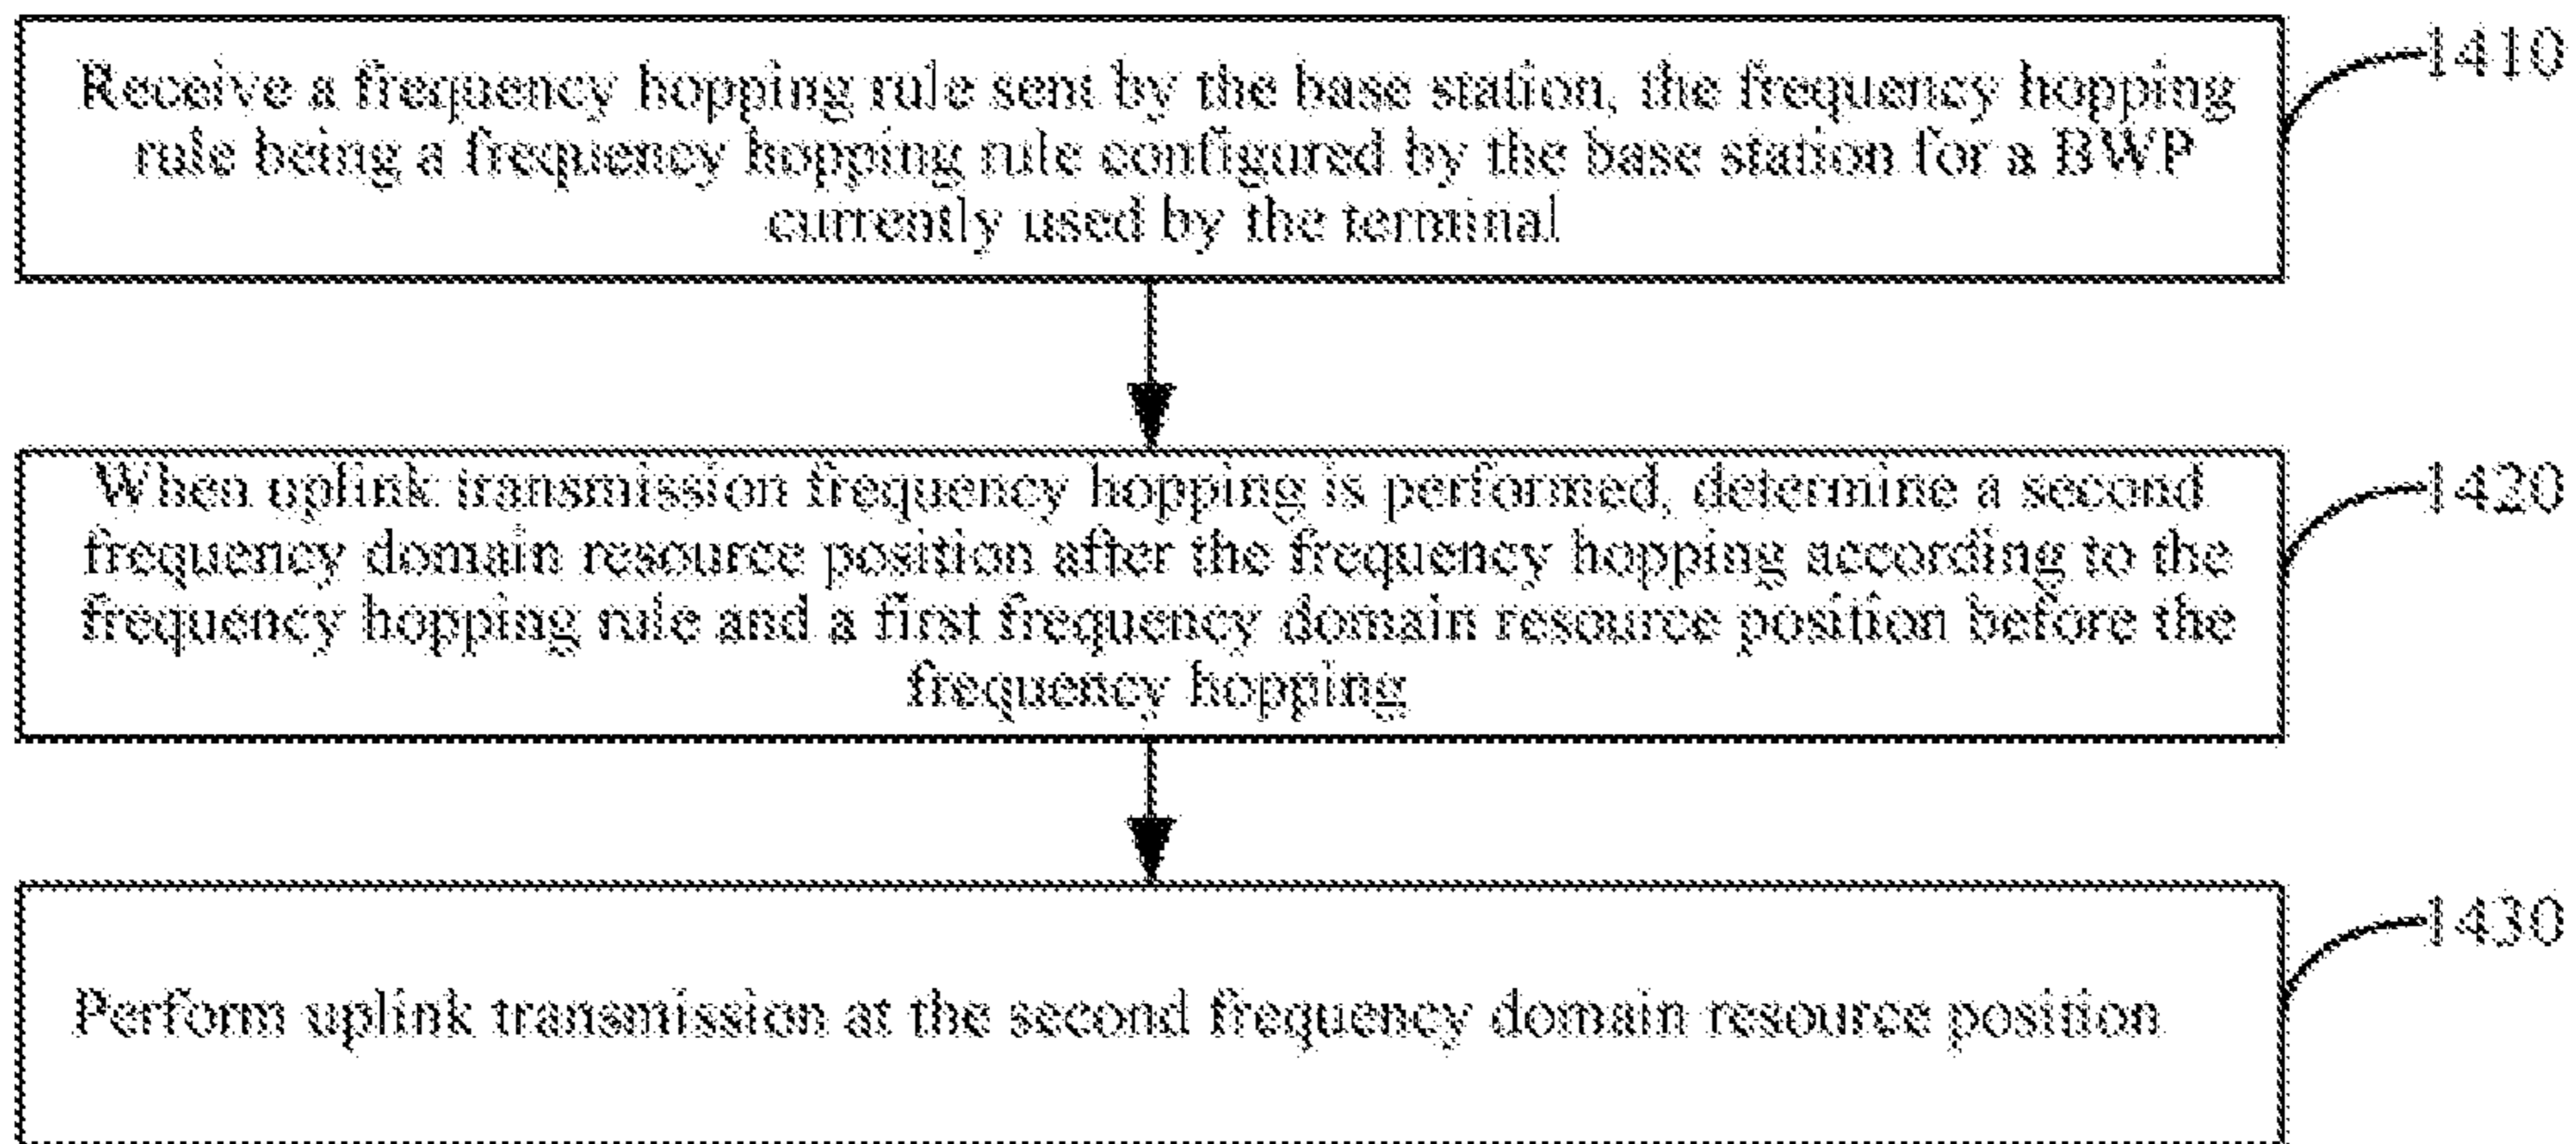 Receive a frequency hopping rule sent by the base station, the frequency hopping
rule being a frequency hopping rule configured by the base station for a BWP
currently used by the terminal
1410
When uplink transmission frequency hopping is performed, determine a second
frequency domain resource position after the frequency hopping according to the
frequency hopping rule and a first frequency domain resource position before the
frequency hopping
1420
Perform uplink transmission at the second frequency domain resource position
1430